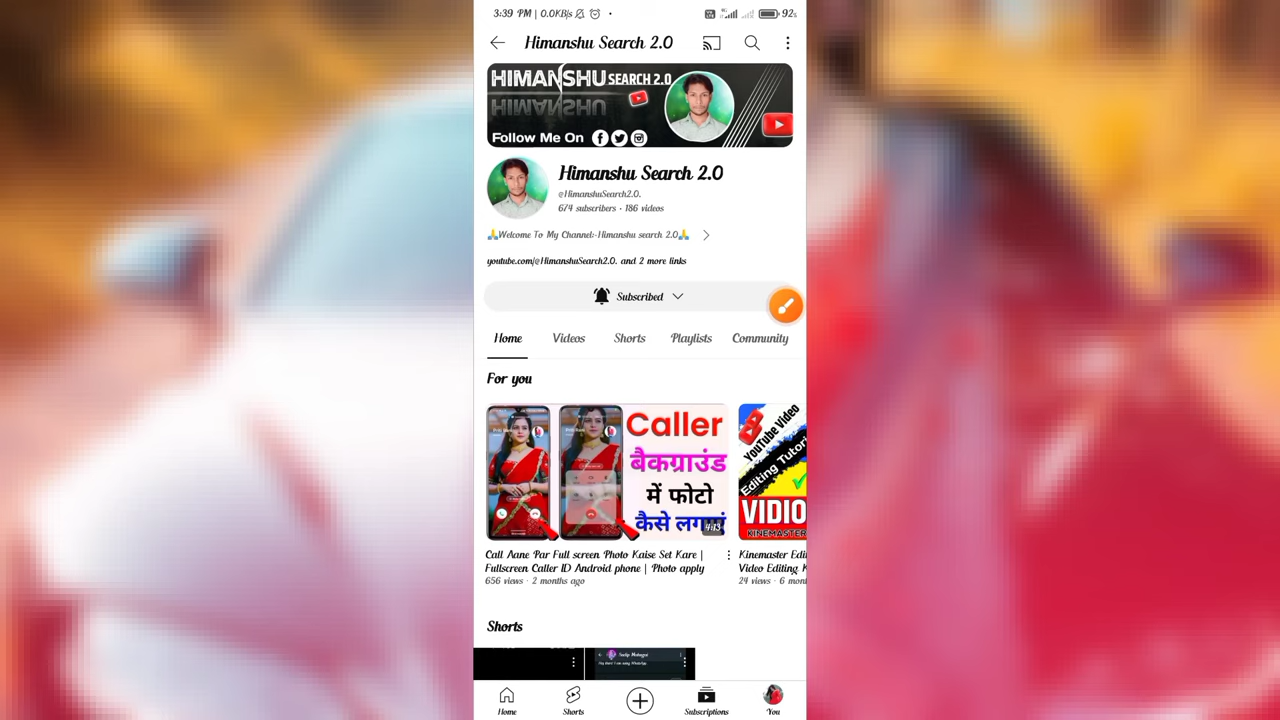 3:39 PM | 0.0KB/s
92%
Himanshu Search 2.0
HIMANSHU SEARCH 2.0
HIMANSHU
Follow Me On
Himanshu Search 2.0
@HimanshuSearch2.0.
674 subscribers · 186 videos
🙏Welcome To My Channel:-Himanshu search 2.0🙏
youtube.com/@HimanshuSearch2.0. and 2 more links
Subscribed
Home Videos Shorts Playlists Community
For you
Caller
बैकग्राउंड
में फोटो
कैसे लगाएं
4:13
YouTube Video
Editing Tutori
VIDIO
KINEMASTER
Call Aane Par Full screen Photo Kaise Set Kare |
Fullscreen Caller ID Android phone | Photo apply
656 views · 2 months ago
Kinemaster Edi
Video Editing K
24 views · 6 mont
Shorts
Home Shorts Subscriptions You